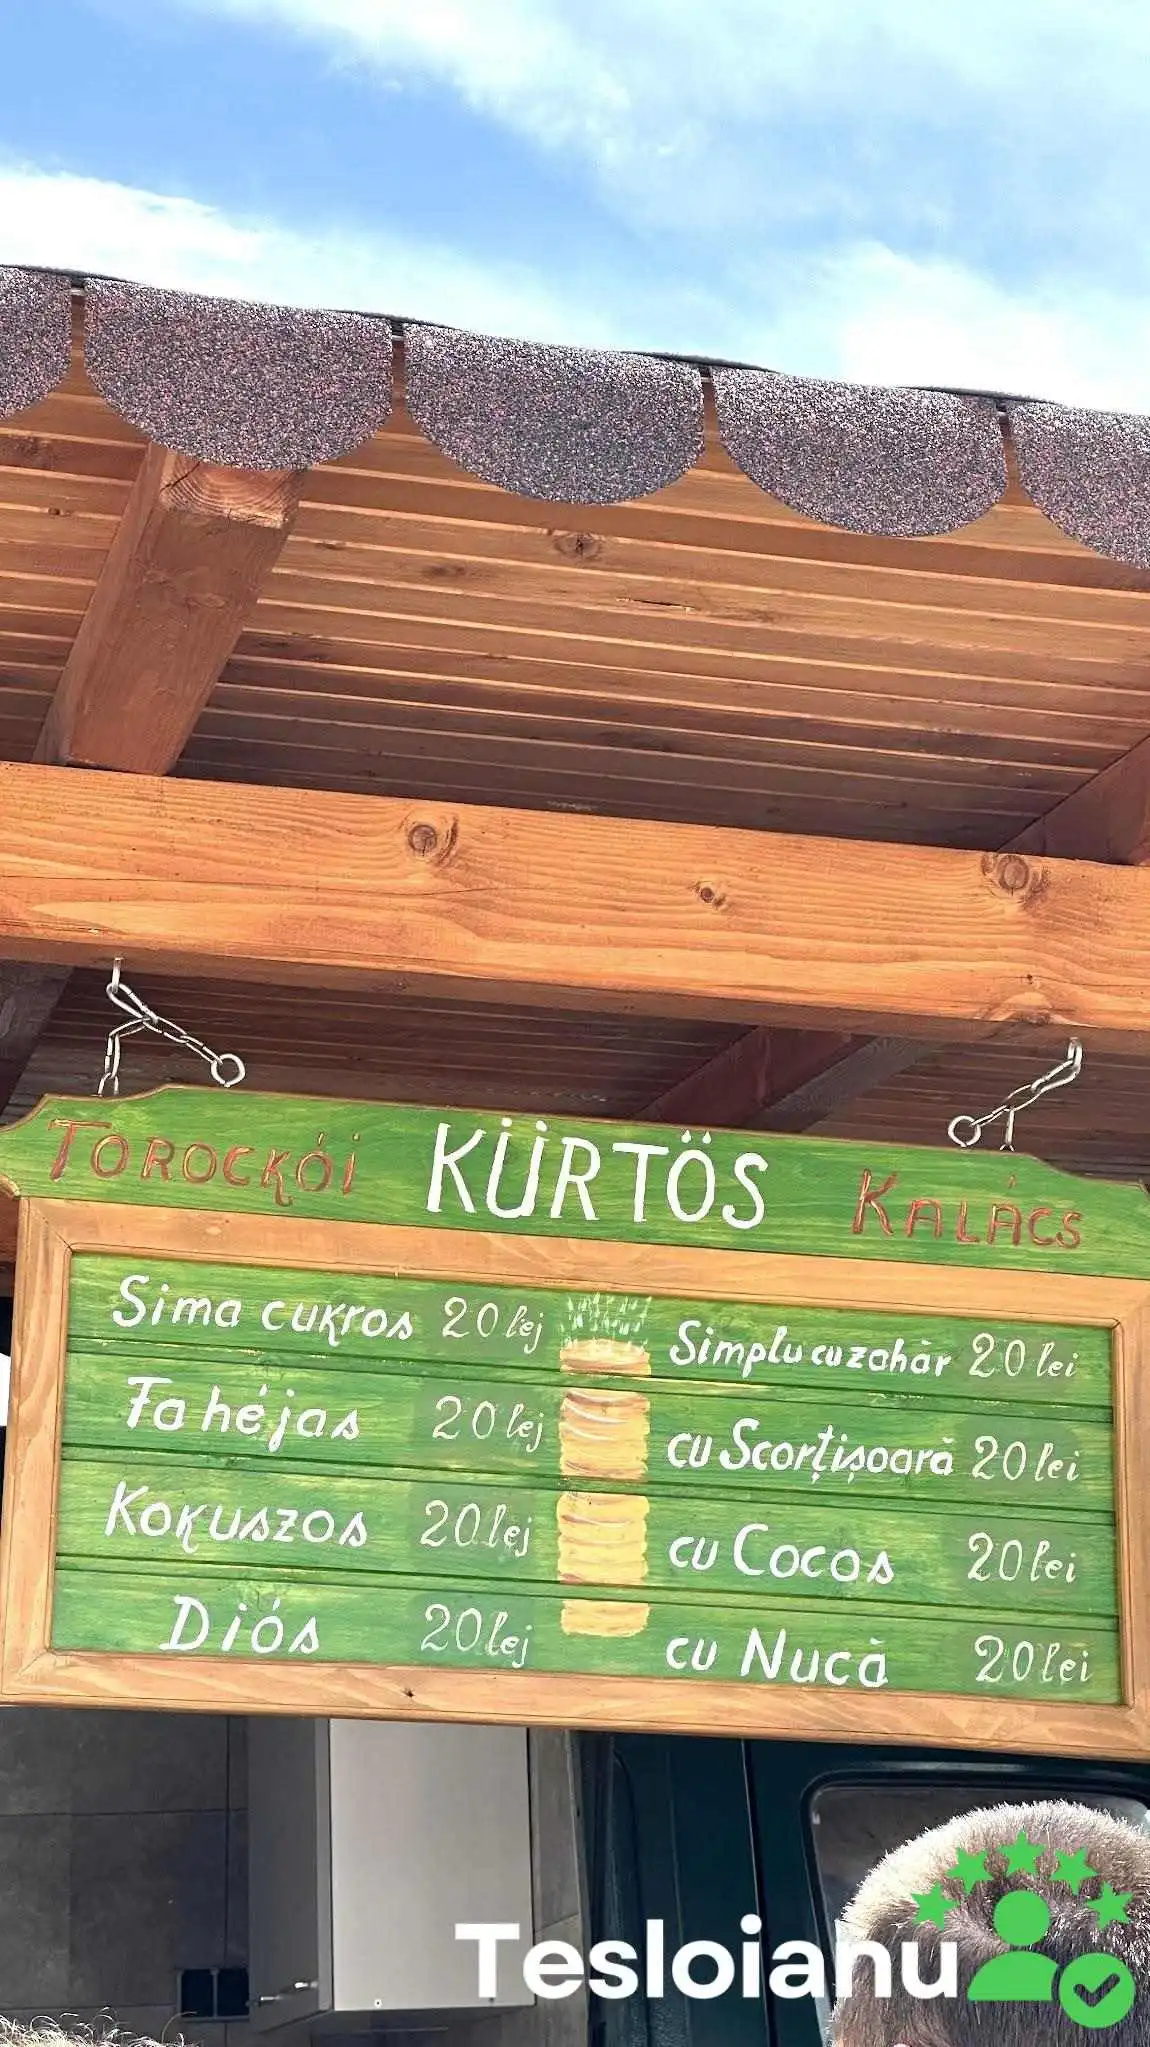 TOROCKÓI KÜRTÖS KALÁCS
Sima cukros 20 lej
Fahéjas 20 lej
Kokuszos 20 lej
Diós 20 lej
Simplu cu zahăr 20 lei
cu Scorțișoară 20 lei
cu Cocos 20 lei
cu Nucă 20 lei
Tesloianu